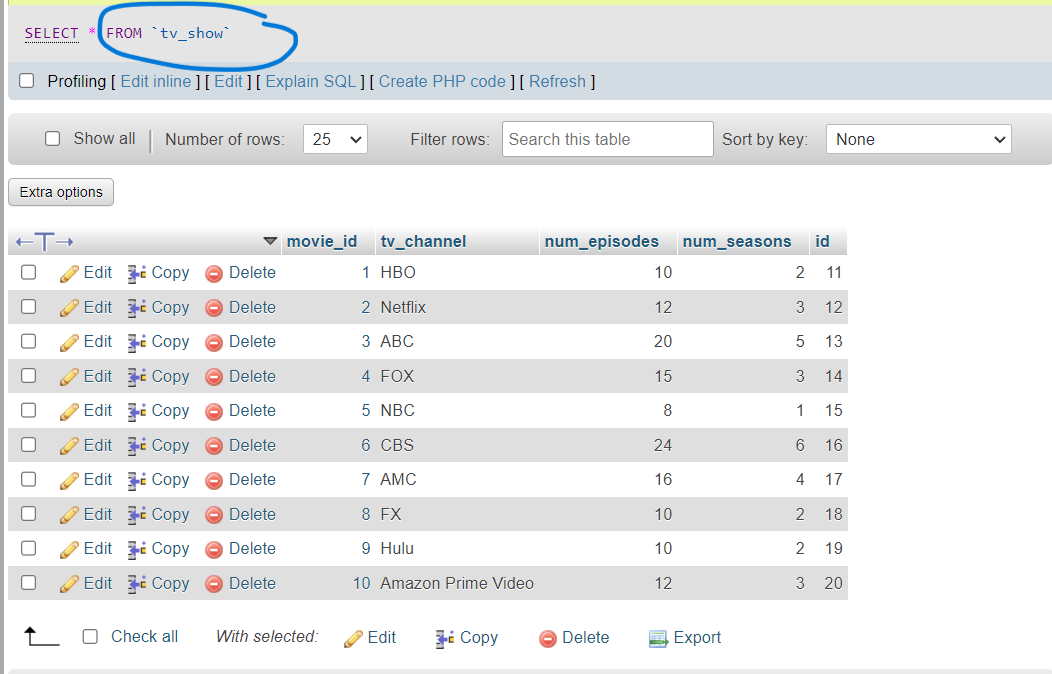 SELECT * FROM `tv_show`
Profiling [ Edit inline ] [ Edit ] [ Explain SQL ] [ Create PHP code ] [ Refresh ]
Show all Number of rows: 25 Filter rows: Search this table Sort by key: None
Extra options
movie_id tv_channel num_episodes num_seasons id
Edit Copy Delete 1 HBO 10 2 11
Edit Copy Delete 2 Netflix 12 3 12
Edit Copy Delete 3 ABC 20 5 13
Edit Copy Delete 4 FOX 15 3 14
Edit Copy Delete 5 NBC 8 1 15
Edit Copy Delete 6 CBS 24 6 16
Edit Copy Delete 7 AMC 16 4 17
Edit Copy Delete 8 FX 10 2 18
Edit Copy Delete 9 Hulu 10 2 19
Edit Copy Delete 10 Amazon Prime Video 12 3 20
Check all With selected: Edit Copy Delete Export